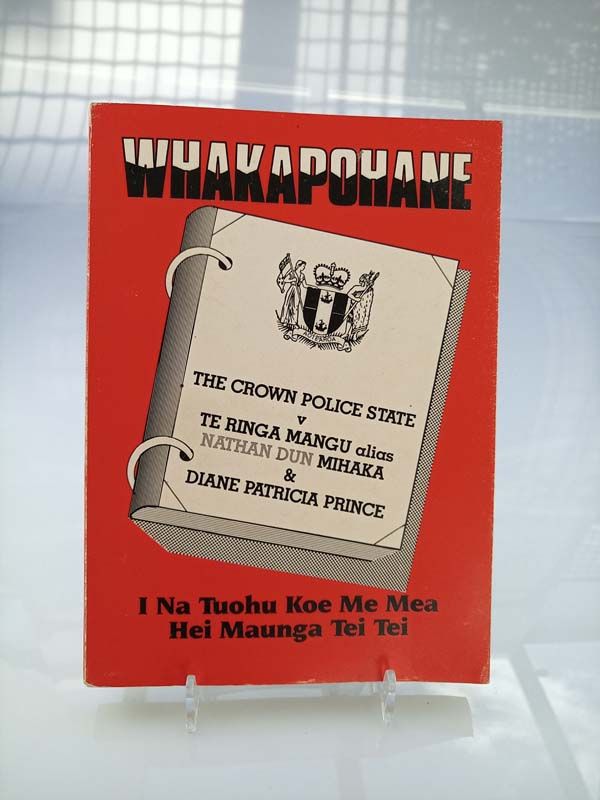 WHAKAPOHANE
AOTEAROA
THE CROWN POLICE STATE
v
TE RINGA MANGU alias
NATHAN DUN MIHAKA
&
DIANE PATRICIA PRINCE
I Na Tuohu Koe Me Mea
Hei Maunga Tei Tei